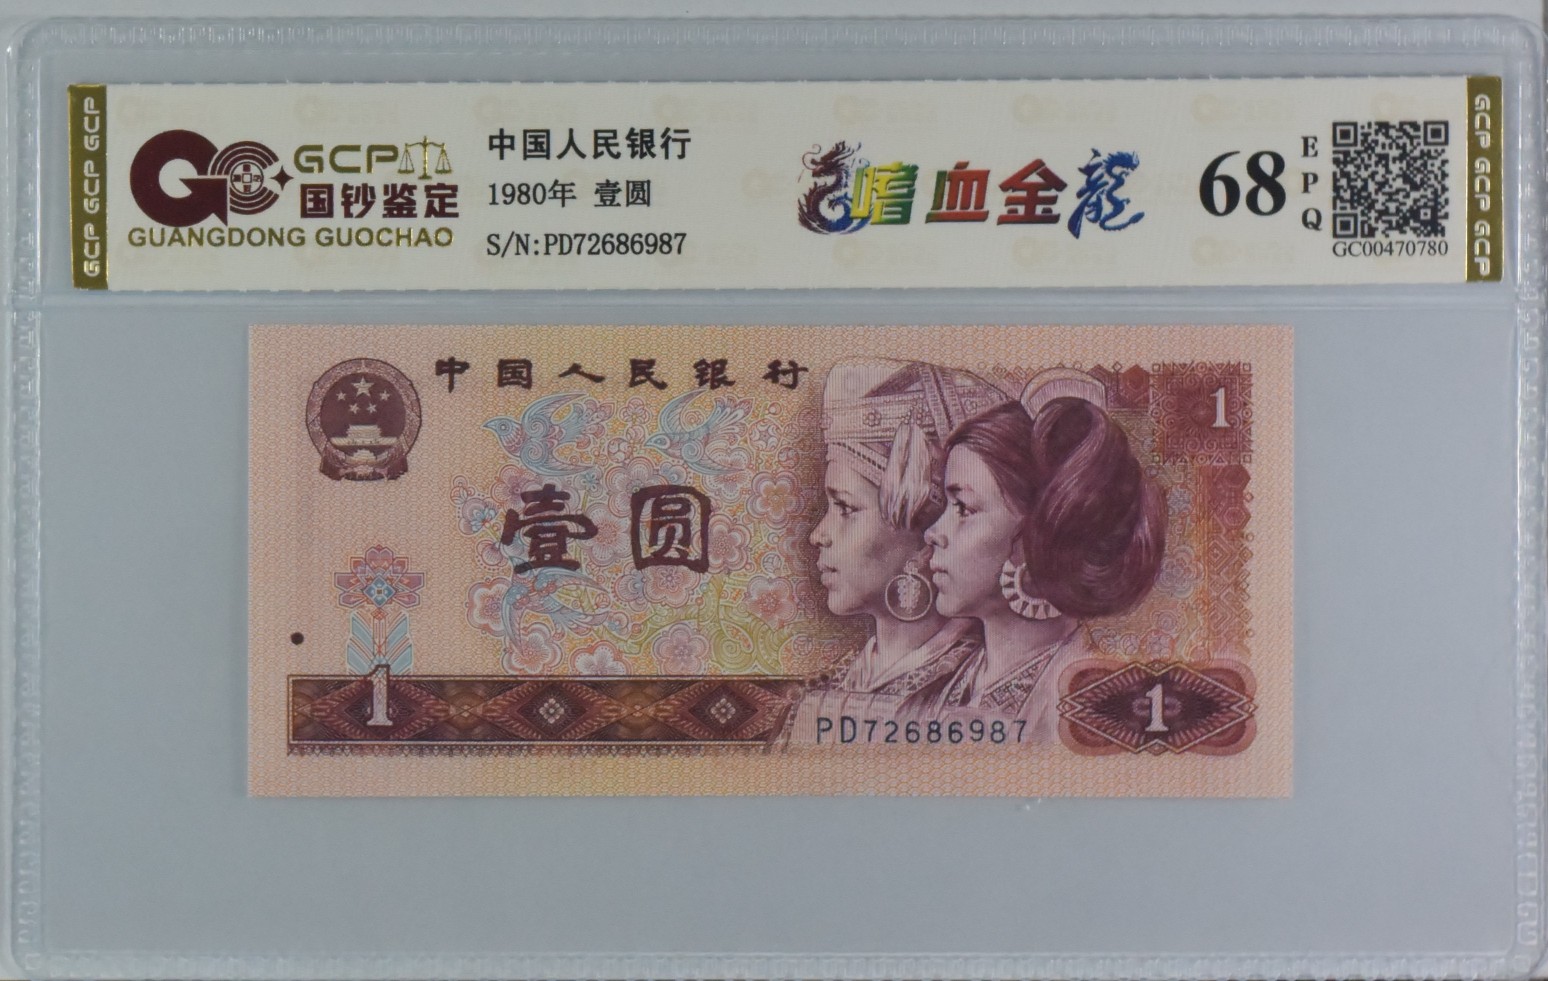 GCP GCP GCP
GCP
国钞鉴定
GUANGDONG GUOCHAO
中国人民银行
1980年 壹圆
S/N:PD72686987
嗜血金龍
68
EPQ
GC00470780
GCP GCP GCP
中国人民银行
1
壹圆
1
PD72686987
1